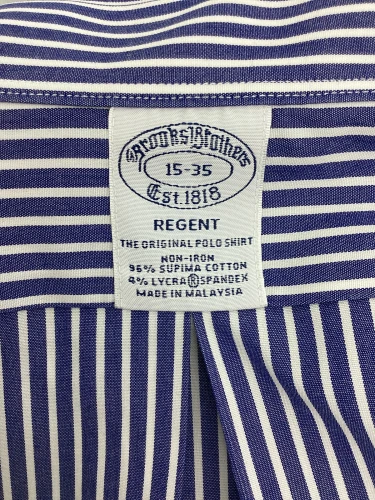 Brooks Brothers
15-35
Est. 1818
REGENT
THE ORIGINAL POLO SHIRT
NON-IRON
96% SUPIMA COTTON
4% LYCRA® SPANDEX
MADE IN MALAYSIA